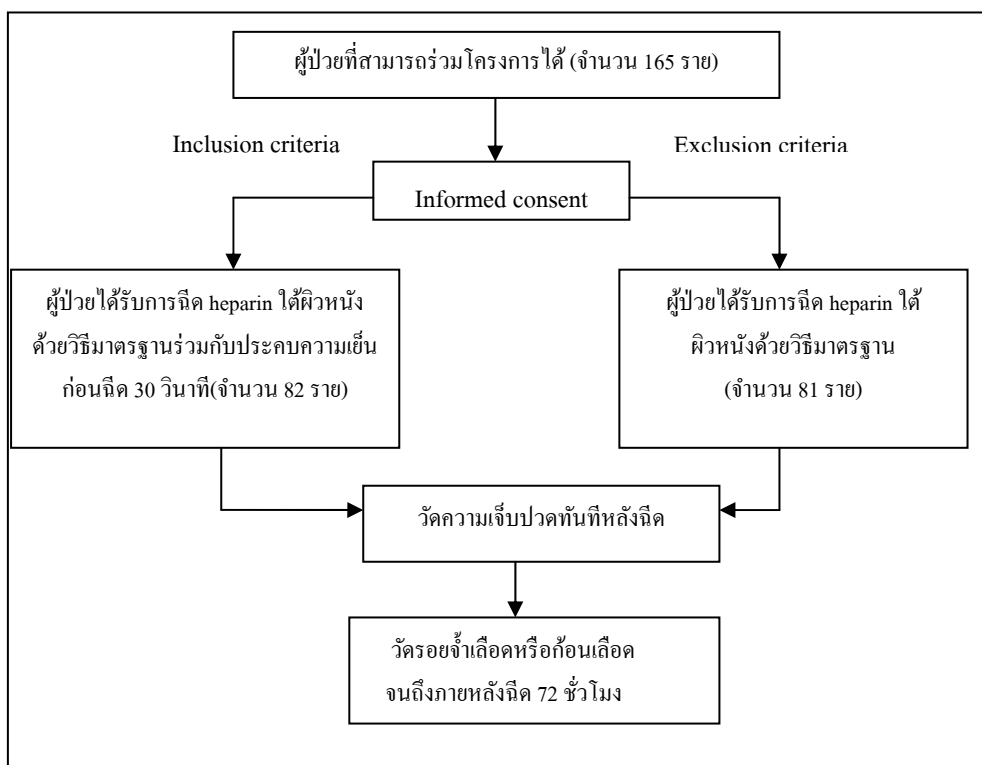 ผู้ป่วยที่สามารถร่วมโครงการได้ (จำนวน 165 ราย)
Inclusion criteria
Exclusion criteria
Informed consent
ผู้ป่วยได้รับการฉีด heparin ใต้ผิวหนัง
ด้วยวิธีมาตรฐานร่วมกับประคบความเย็น
ก่อนฉีด 30 วินาที(จำนวน 82 ราย)
ผู้ป่วยได้รับการฉีด heparin ใต้
ผิวหนังด้วยวิธีมาตรฐาน
(จำนวน 81 ราย)
วัดความเจ็บปวดทันทีหลังฉีด
วัดรอยจ้ำเลือดหรือก้อนเลือด
จนถึงภายหลังฉีด 72 ชั่วโมง